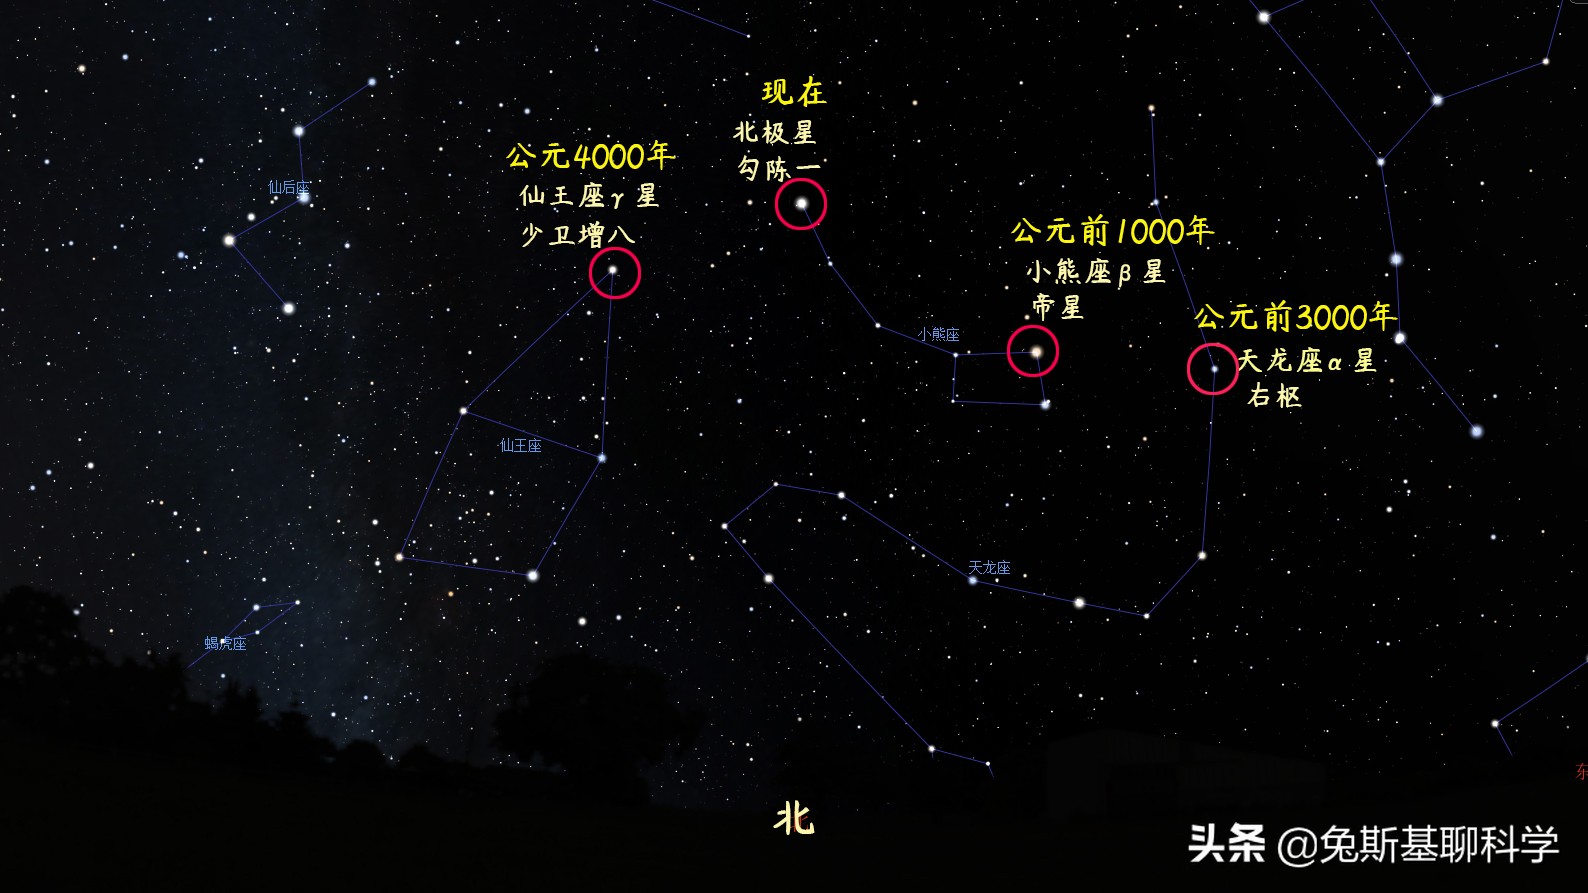 现在
北极星
勾陈一
公元4000年
仙王座γ星
少卫增八
仙后座
公元前1000年
小熊座β星
帝星
公元前3000年
天龙座α星
右枢
小熊座
仙王座
天龙座
蝎虎座
东
北
头条 @兔斯基聊科学